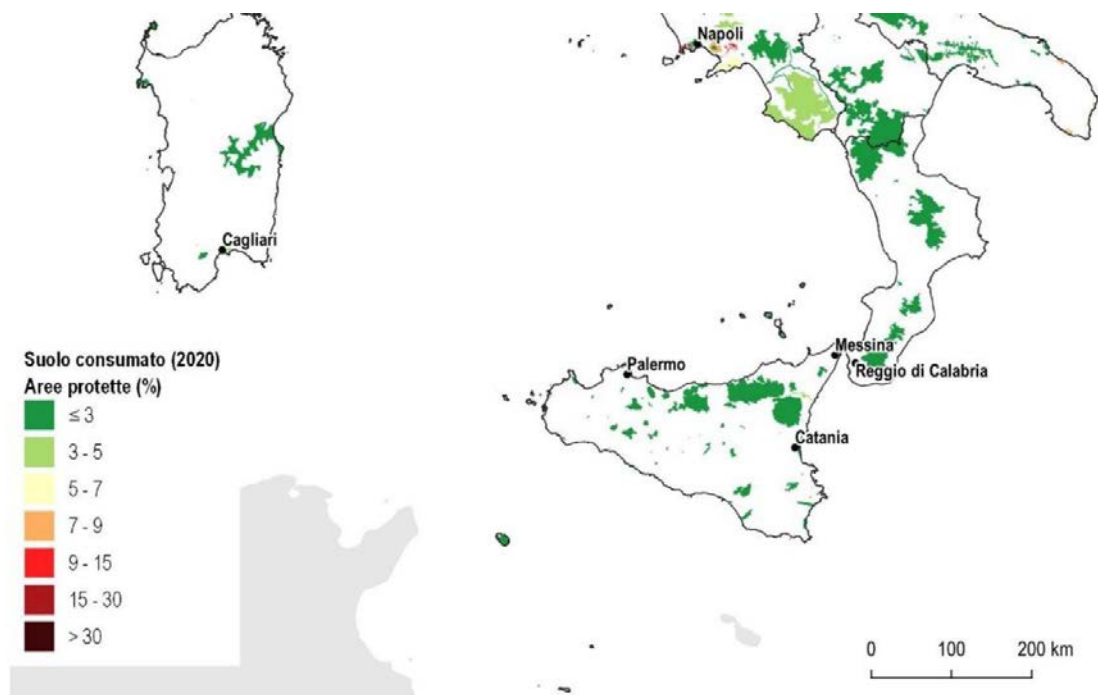 Napoli
Cagliari
Messina
Palermo
Reggio di Calabria
Catania
Suolo consumato (2020)
Aree protette (%)
≤ 3
3 - 5
5 - 7
7 - 9
9 - 15
15 - 30
> 30
0 100 200 km